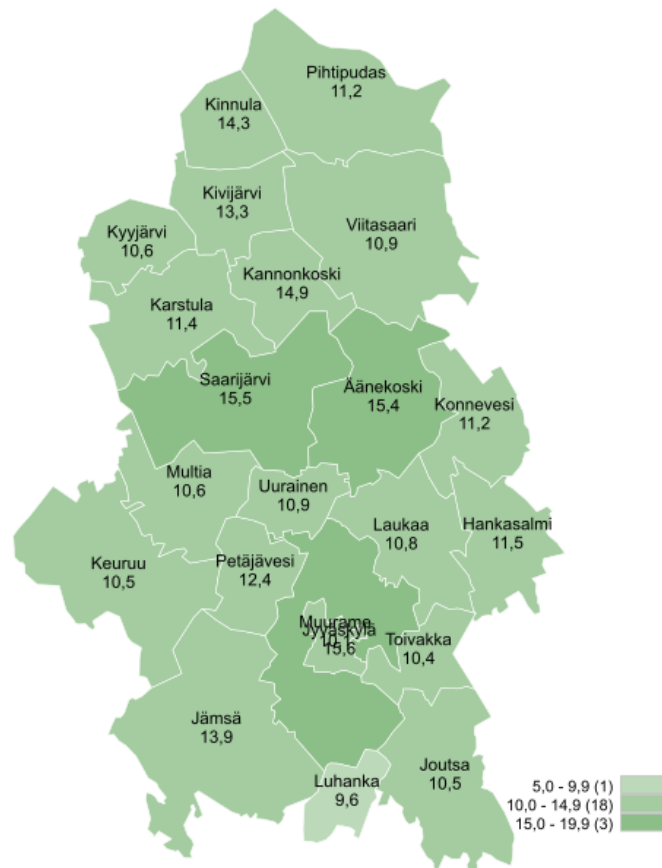 Pihtipudas
11,2
Kinnula
14,3
Kivijärvi
13,3
Viitasaari
10,9
Kyyjärvi
10,6
Kannonkoski
14,9
Karstula
11,4
Saarijärvi
15,5
Äänekoski
15,4
Konnevesi
11,2
Multia
10,6
Uurainen
10,9
Laukaa
10,8
Hankasalmi
11,5
Keuruu
10,5
Petäjävesi
12,4
Muurame
10,1
Jyväskylä
15,6
Toivakka
10,4
Jämsä
13,9
Joutsa
10,5
Luhanka
9,6
5,0 - 9,9 (1)
10,0 - 14,9 (18)
15,0 - 19,9 (3)